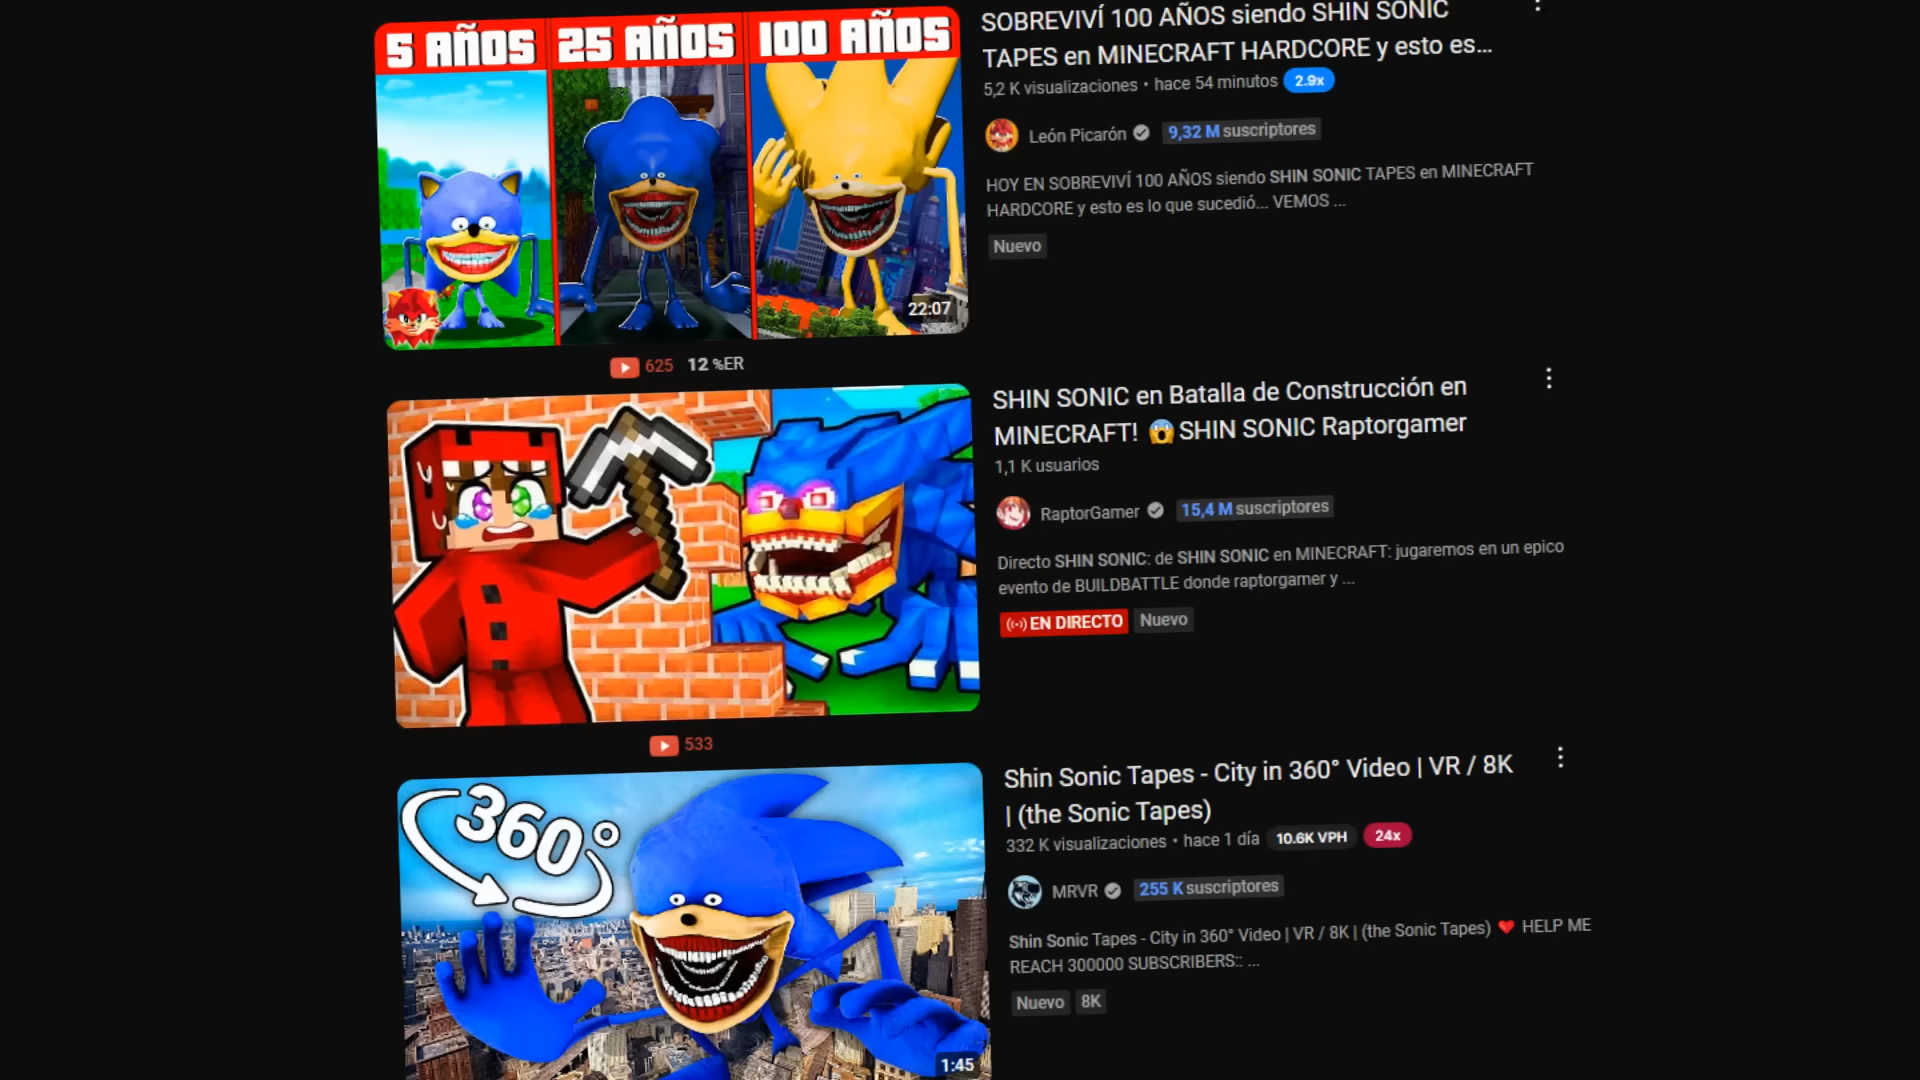 5 AÑOS 25 AÑOS 100 AÑOS
22:07
SOBREVIVÍ 100 AÑOS siendo SHIN SONIC
TAPES en MINECRAFT HARDCORE y esto es...
5,2 K visualizaciones • hace 54 minutos 2.9x
León Picarón 9,32 M suscriptores
HOY EN SOBREVIVÍ 100 AÑOS siendo SHIN SONIC TAPES en MINECRAFT
HARDCORE y esto es lo que sucedió... VEMOS ...
Nuevo
625 12 %ER
SHIN SONIC en Batalla de Construcción en
MINECRAFT! 😱 SHIN SONIC Raptorgamer
1,1 K usuarios
RaptorGamer 15,4 M suscriptores
Directo SHIN SONIC: de SHIN SONIC en MINECRAFT: jugaremos en un epico
evento de BUILDBATTLE donde raptorgamer y ...
EN DIRECTO Nuevo
533
360°
1:45
Shin Sonic Tapes - City in 360° Video | VR / 8K
| (the Sonic Tapes)
332 K visualizaciones • hace 1 día 10.6K VPH 24x
MRVR 255 K suscriptores
Shin Sonic Tapes - City in 360° Video | VR / 8K | (the Sonic Tapes) ❤️ HELP ME
REACH 300000 SUBSCRIBERS:: ...
Nuevo 8K